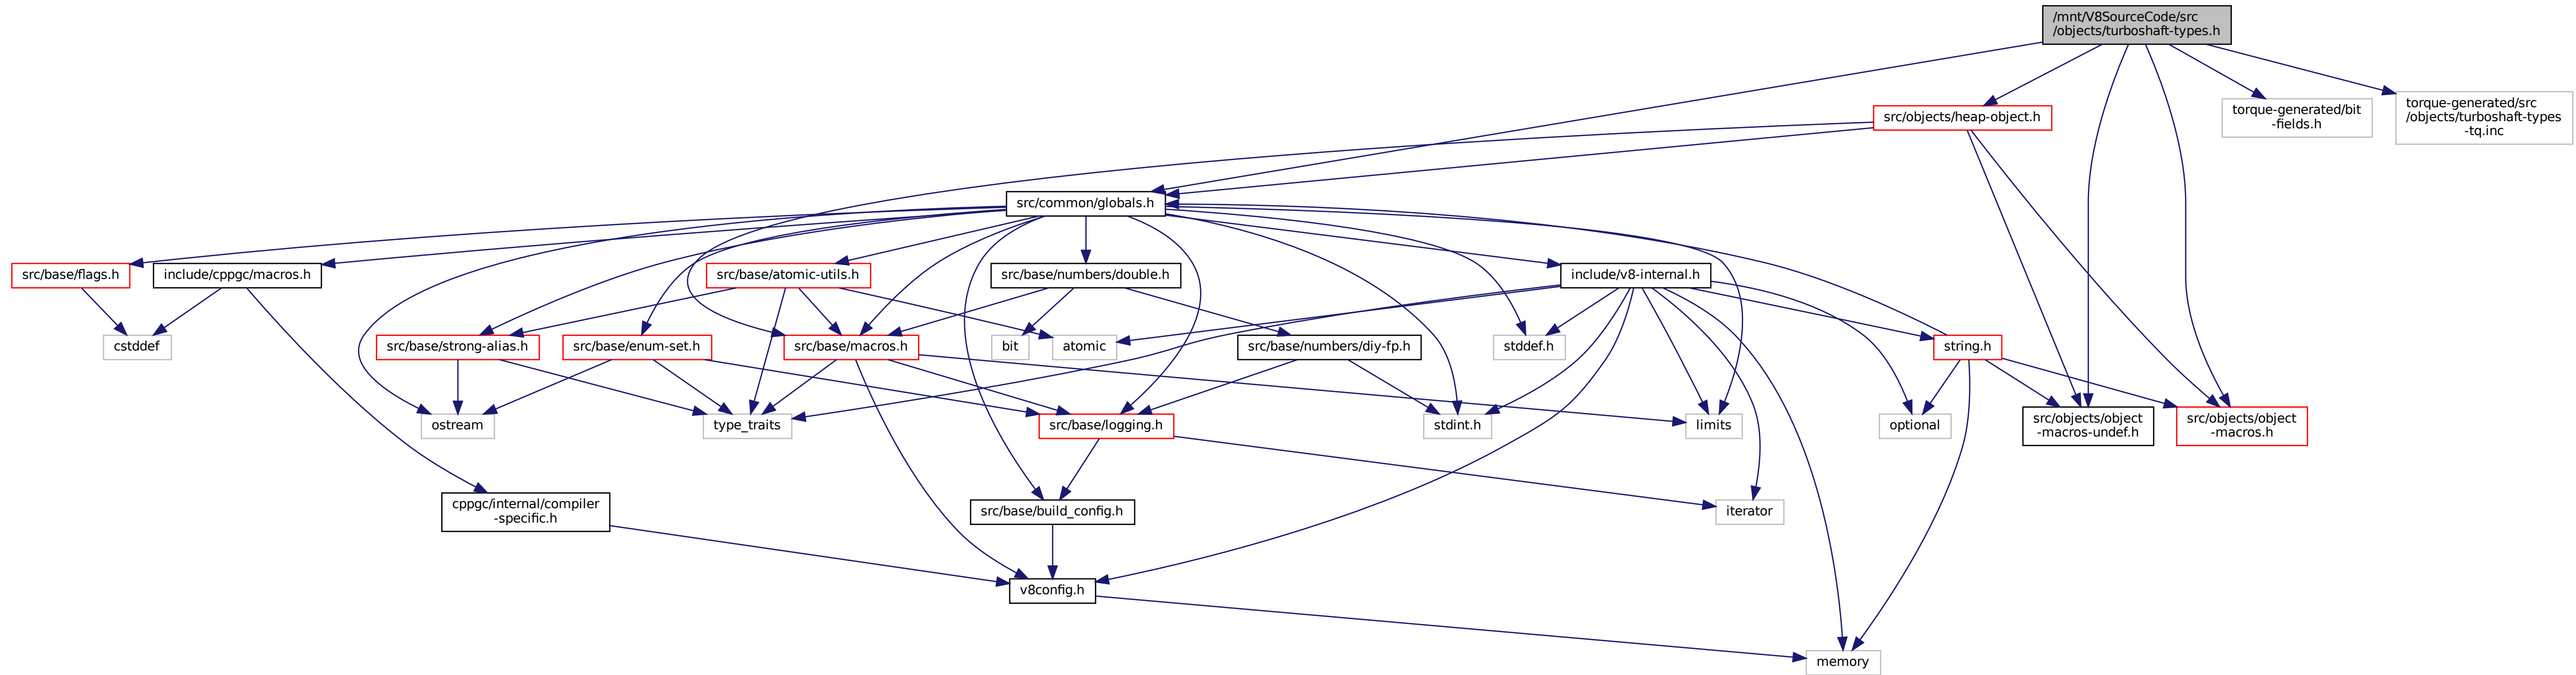 /mnt/V8SourceCode/src
/objects/turboshaft-types.h
src/objects/heap-object.h
torque-generated/bit
-fields.h
torque-generated/src
/objects/turboshaft-types
-tq.inc
src/common/globals.h
src/base/flags.h
include/cppgc/macros.h
src/base/atomic-utils.h
src/base/numbers/double.h
include/v8-internal.h
cstddef
src/base/strong-alias.h
src/base/enum-set.h
src/base/macros.h
bit
atomic
src/base/numbers/diy-fp.h
stddef.h
string.h
ostream
type_traits
src/base/logging.h
stdint.h
limits
optional
src/objects/object
-macros-undef.h
src/objects/object
-macros.h
cppgc/internal/compiler
-specific.h
src/base/build_config.h
iterator
v8config.h
memory